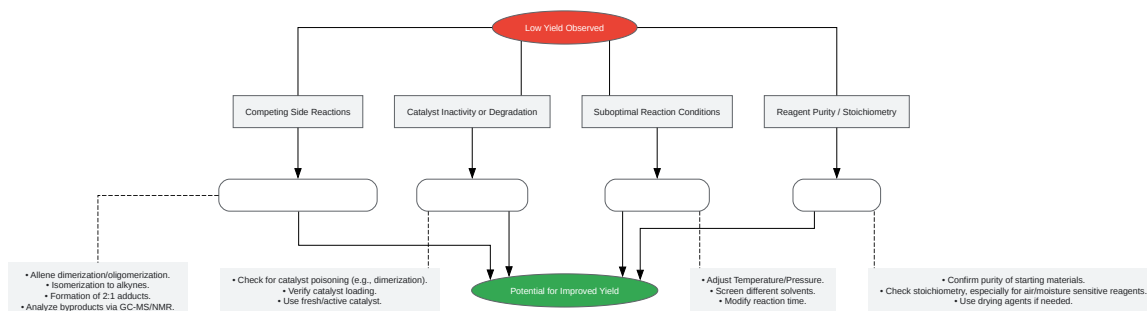 Low Yield Observed
Competing Side Reactions
Catalyst Inactivity or Degradation
Suboptimal Reaction Conditions
Reagent Purity / Stoichiometry
• Allene dimerization/oligomerization.
• Isomerization to alkynes.
• Formation of 2:1 adducts.
• Analyze byproducts via GC-MS/NMR.
• Check for catalyst poisoning (e.g., dimerization).
• Verify catalyst loading.
• Use fresh/active catalyst.
Potential for Improved Yield
• Adjust Temperature/Pressure.
• Screen different solvents.
• Modify reaction time.
• Confirm purity of starting materials.
• Check stoichiometry, especially for air/moisture sensitive reagents.
• Use drying agents if needed.